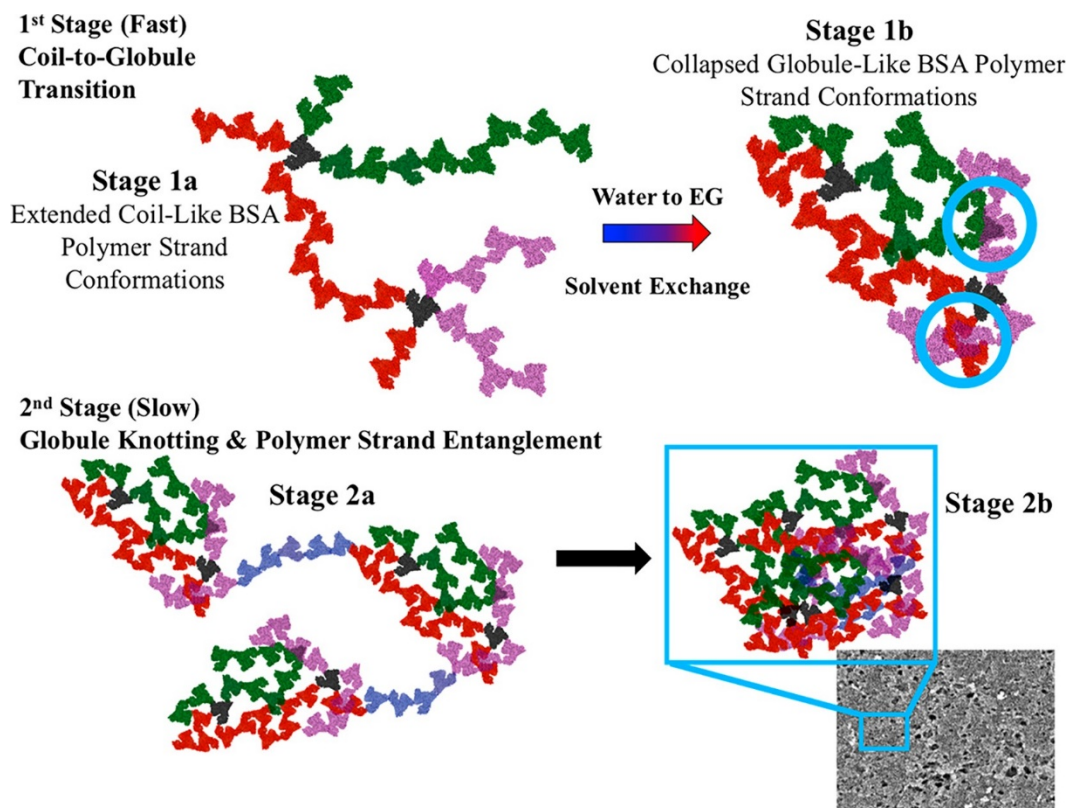 1st Stage (Fast)
Coil-to-Globule
Transition
Stage 1a
Extended Coil-Like BSA
Polymer Strand
Conformations
Water to EG
Solvent Exchange
Stage 1b
Collapsed Globule-Like BSA Polymer
Strand Conformations
2nd Stage (Slow)
Globule Knotting & Polymer Strand Entanglement
Stage 2a
Stage 2b